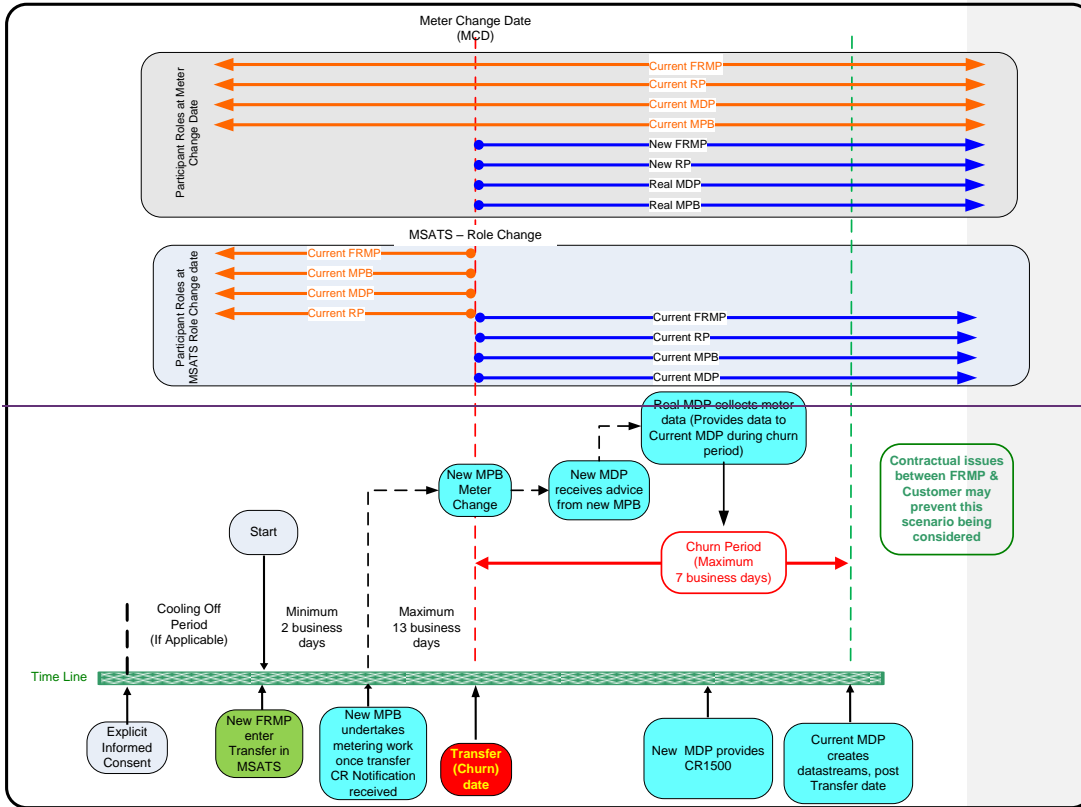 Meter Change Date
(MCD)
Participant Roles at Meter
Change Date
Current FRMP
Current RP
Current MDP
Current MPB
New FRMP
New RP
Real MDP
Real MPB
MSATS – Role Change
Participant Roles at
MSATS Role Change date
Current FRMP
Current MPB
Current MDP
Current RP
Current FRMP
Current RP
Current MPB
Current MDP
Real MDP collects meter
data (Provides data to
Current MDP during churn
period)
New MPB
Meter
Change
New MDP
receives advice
from new MPB
Contractual issues
between FRMP &
Customer may
prevent this
scenario being
considered
Start
Churn Period
(Maximum
7 business days)
Cooling Off
Period
(If Applicable)
Minimum
2 business
days
Maximum
13 business
days
Time Line
Explicit
Informed
Consent
New FRMP
enter
Transfer in
MSATS
New MPB
undertakes
metering work
once transfer
CR Notification
received
Transfer
(Churn)
date
New  MDP provides
CR1500
Current MDP
creates
datastreams, post
Transfer date